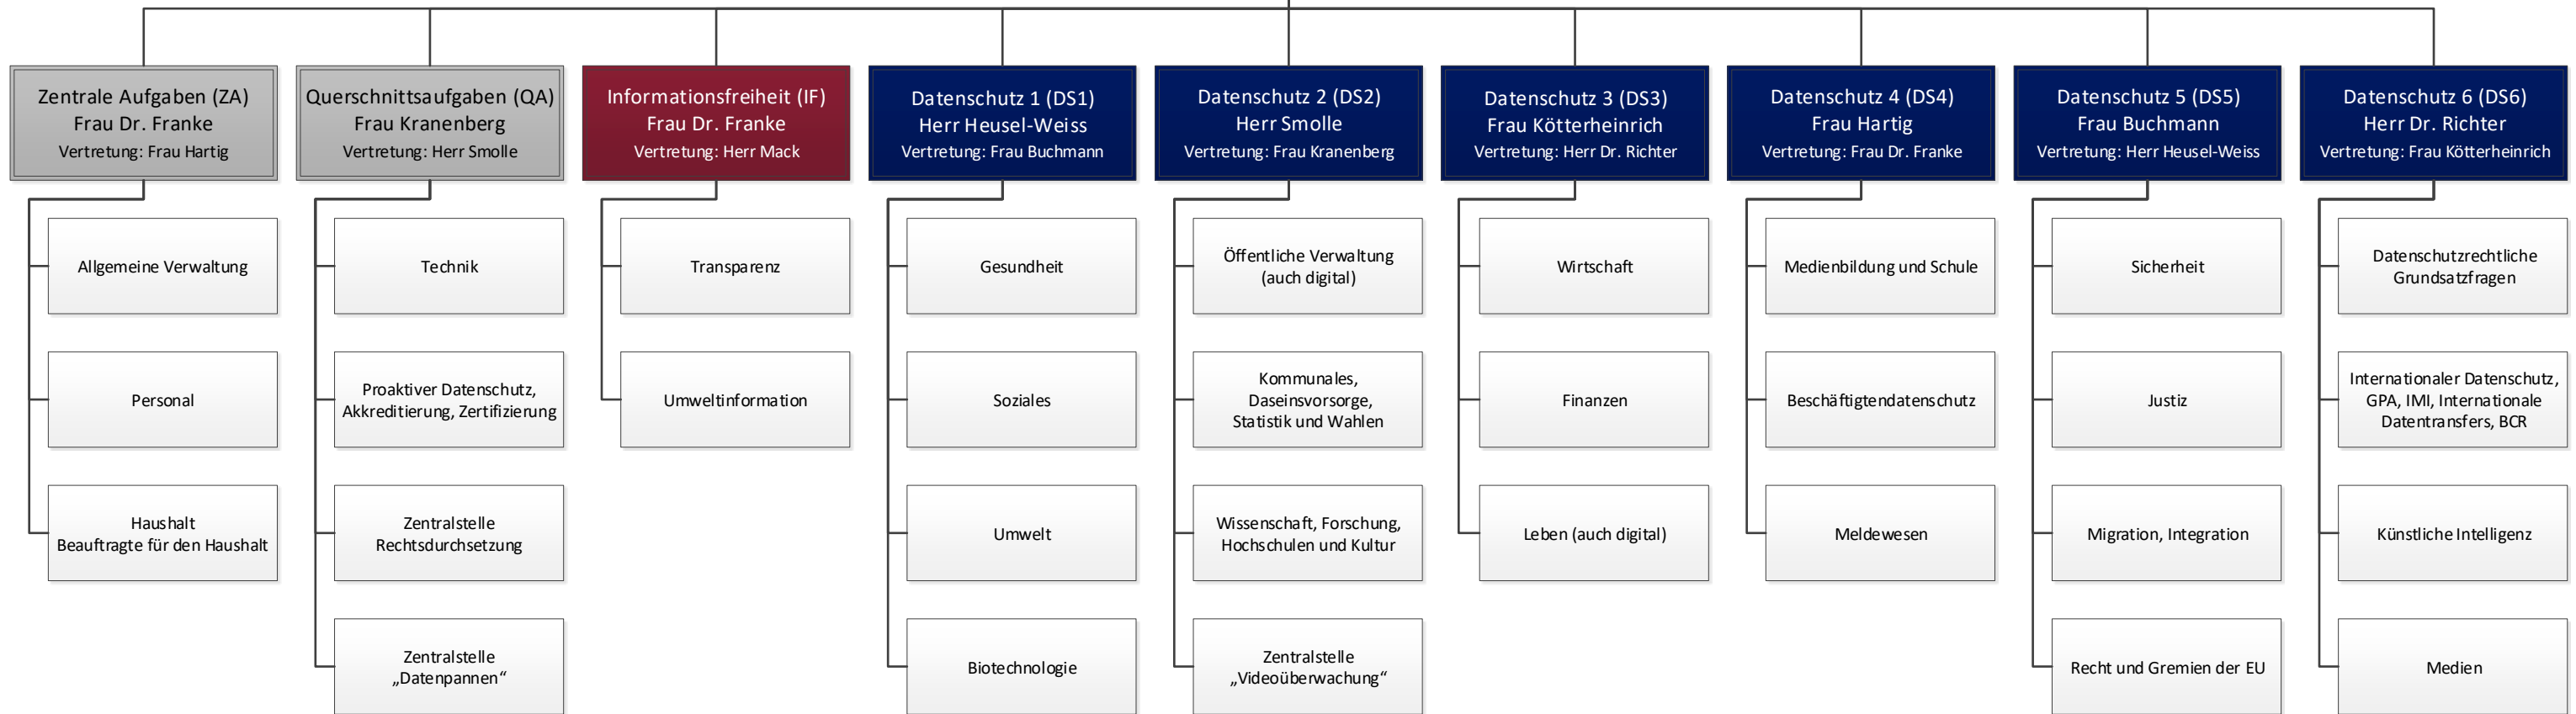 Zentrale Aufgaben (ZA)
Frau Dr. Franke
Vertretung: Frau Hartig
Allgemeine Verwaltung
Personal
Haushalt
Beauftragte für den Haushalt
Querschnittsaufgaben (QA)
Frau Kranenberg
Vertretung: Herr Smolle
Technik
Proaktiver Datenschutz,
Akkreditierung, Zertifizierung
Zentralstelle
Rechtsdurchsetzung
Zentralstelle
„Datenpannen“
Informationsfreiheit (IF)
Frau Dr. Franke
Vertretung: Herr Mack
Transparenz
Umweltinformation
Datenschutz 1 (DS1)
Herr Heusel-Weiss
Vertretung: Frau Buchmann
Gesundheit
Soziales
Umwelt
Biotechnologie
Datenschutz 2 (DS2)
Herr Smolle
Vertretung: Frau Kranenberg
Öffentliche Verwaltung
(auch digital)
Kommunales,
Daseinsvorsorge,
Statistik und Wahlen
Wissenschaft, Forschung,
Hochschulen und Kultur
Zentralstelle
„Videoüberwachung“
Datenschutz 3 (DS3)
Frau Kötterheinrich
Vertretung: Herr Dr. Richter
Wirtschaft
Finanzen
Leben (auch digital)
Datenschutz 4 (DS4)
Frau Hartig
Vertretung: Frau Dr. Franke
Medienbildung und Schule
Beschäftigtendatenschutz
Meldewesen
Datenschutz 5 (DS5)
Frau Buchmann
Vertretung: Herr Heusel-Weiss
Sicherheit
Justiz
Migration, Integration
Recht und Gremien der EU
Datenschutz 6 (DS6)
Herr Dr. Richter
Vertretung: Frau Kötterheinrich
Datenschutzrechtliche
Grundsatzfragen
Internationaler Datenschutz,
GPA, IMI, Internationale
Datentransfers, BCR
Künstliche Intelligenz
Medien